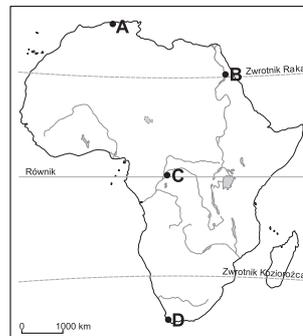 A
Zwrotnik Raka
B
Równik
C
Zwrotnik Koziorożca
0 1000 km
D